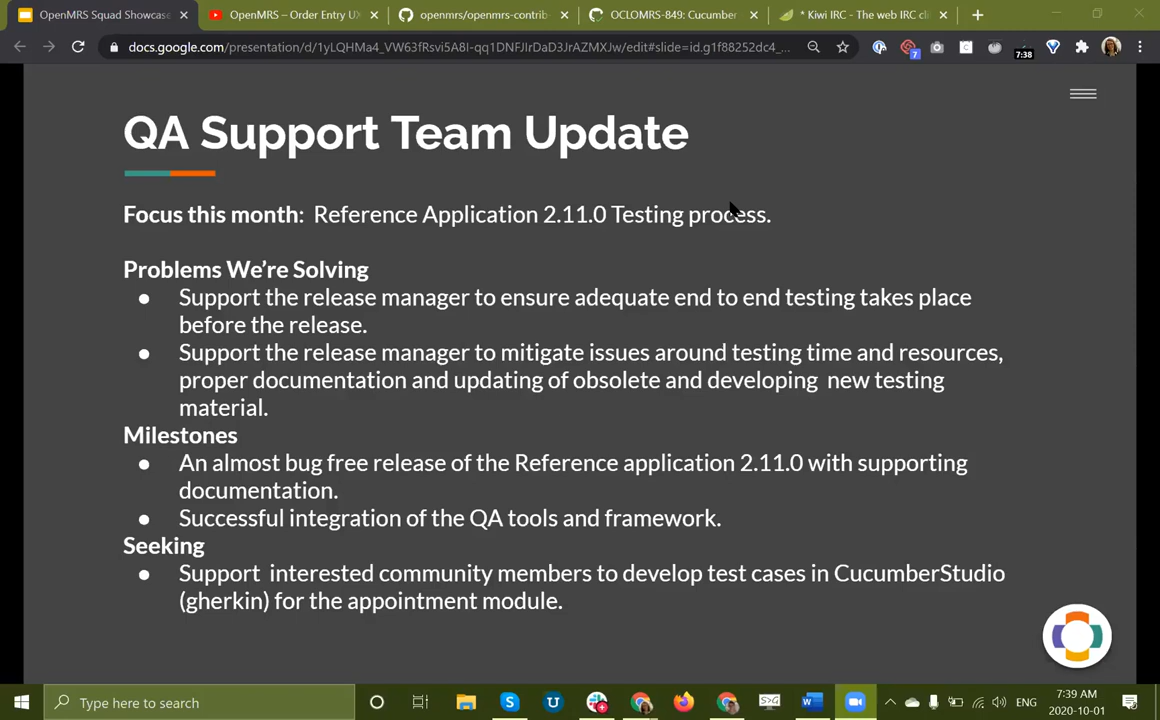 OpenMRS Squad Showcase
OpenMRS – Order Entry UX
openmrs/openmrs-contrib
OCLOMRS-849: Cucumber
* Kiwi IRC - The web IRC cli
docs.google.com/presentation/d/1yLQHMa4_VW63fRsvi5A8I-qq1DNFJIrDaD3JrAZMXJw/edit#slide=id.g1f88252dc4_...
7
7:38
QA Support Team Update
Focus this month: Reference Application 2.11.0 Testing process.
Problems We're Solving
● Support the release manager to ensure adequate end to end testing takes place
before the release.
● Support the release manager to mitigate issues around testing time and resources,
proper documentation and updating of obsolete and developing new testing
material.
Milestones
● An almost bug free release of the Reference application 2.11.0 with supporting
documentation.
● Successful integration of the QA tools and framework.
Seeking
● Support interested community members to develop test cases in CucumberStudio
(gherkin) for the appointment module.
Type here to search
ENG
7:39 AM
2020-10-01